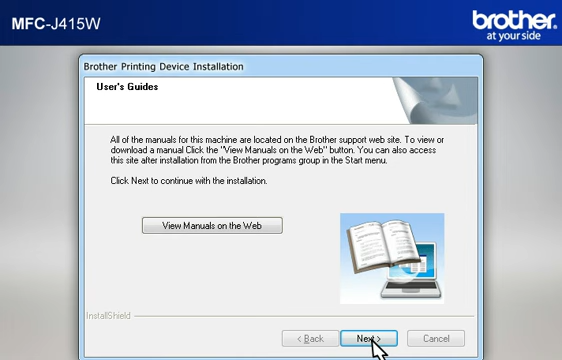 MFC-J415W
brother®
at your side
Brother Printing Device Installation
User's Guides
All of the manuals for this machine are located on the Brother support web site. To view or
download a manual Click the "View Manuals on the Web" button. You can also access
this site after installation from the Brother programs group in the Start menu.
Click Next to continue with the installation.
View Manuals on the Web
InstallShield
< Back
Next >
Cancel